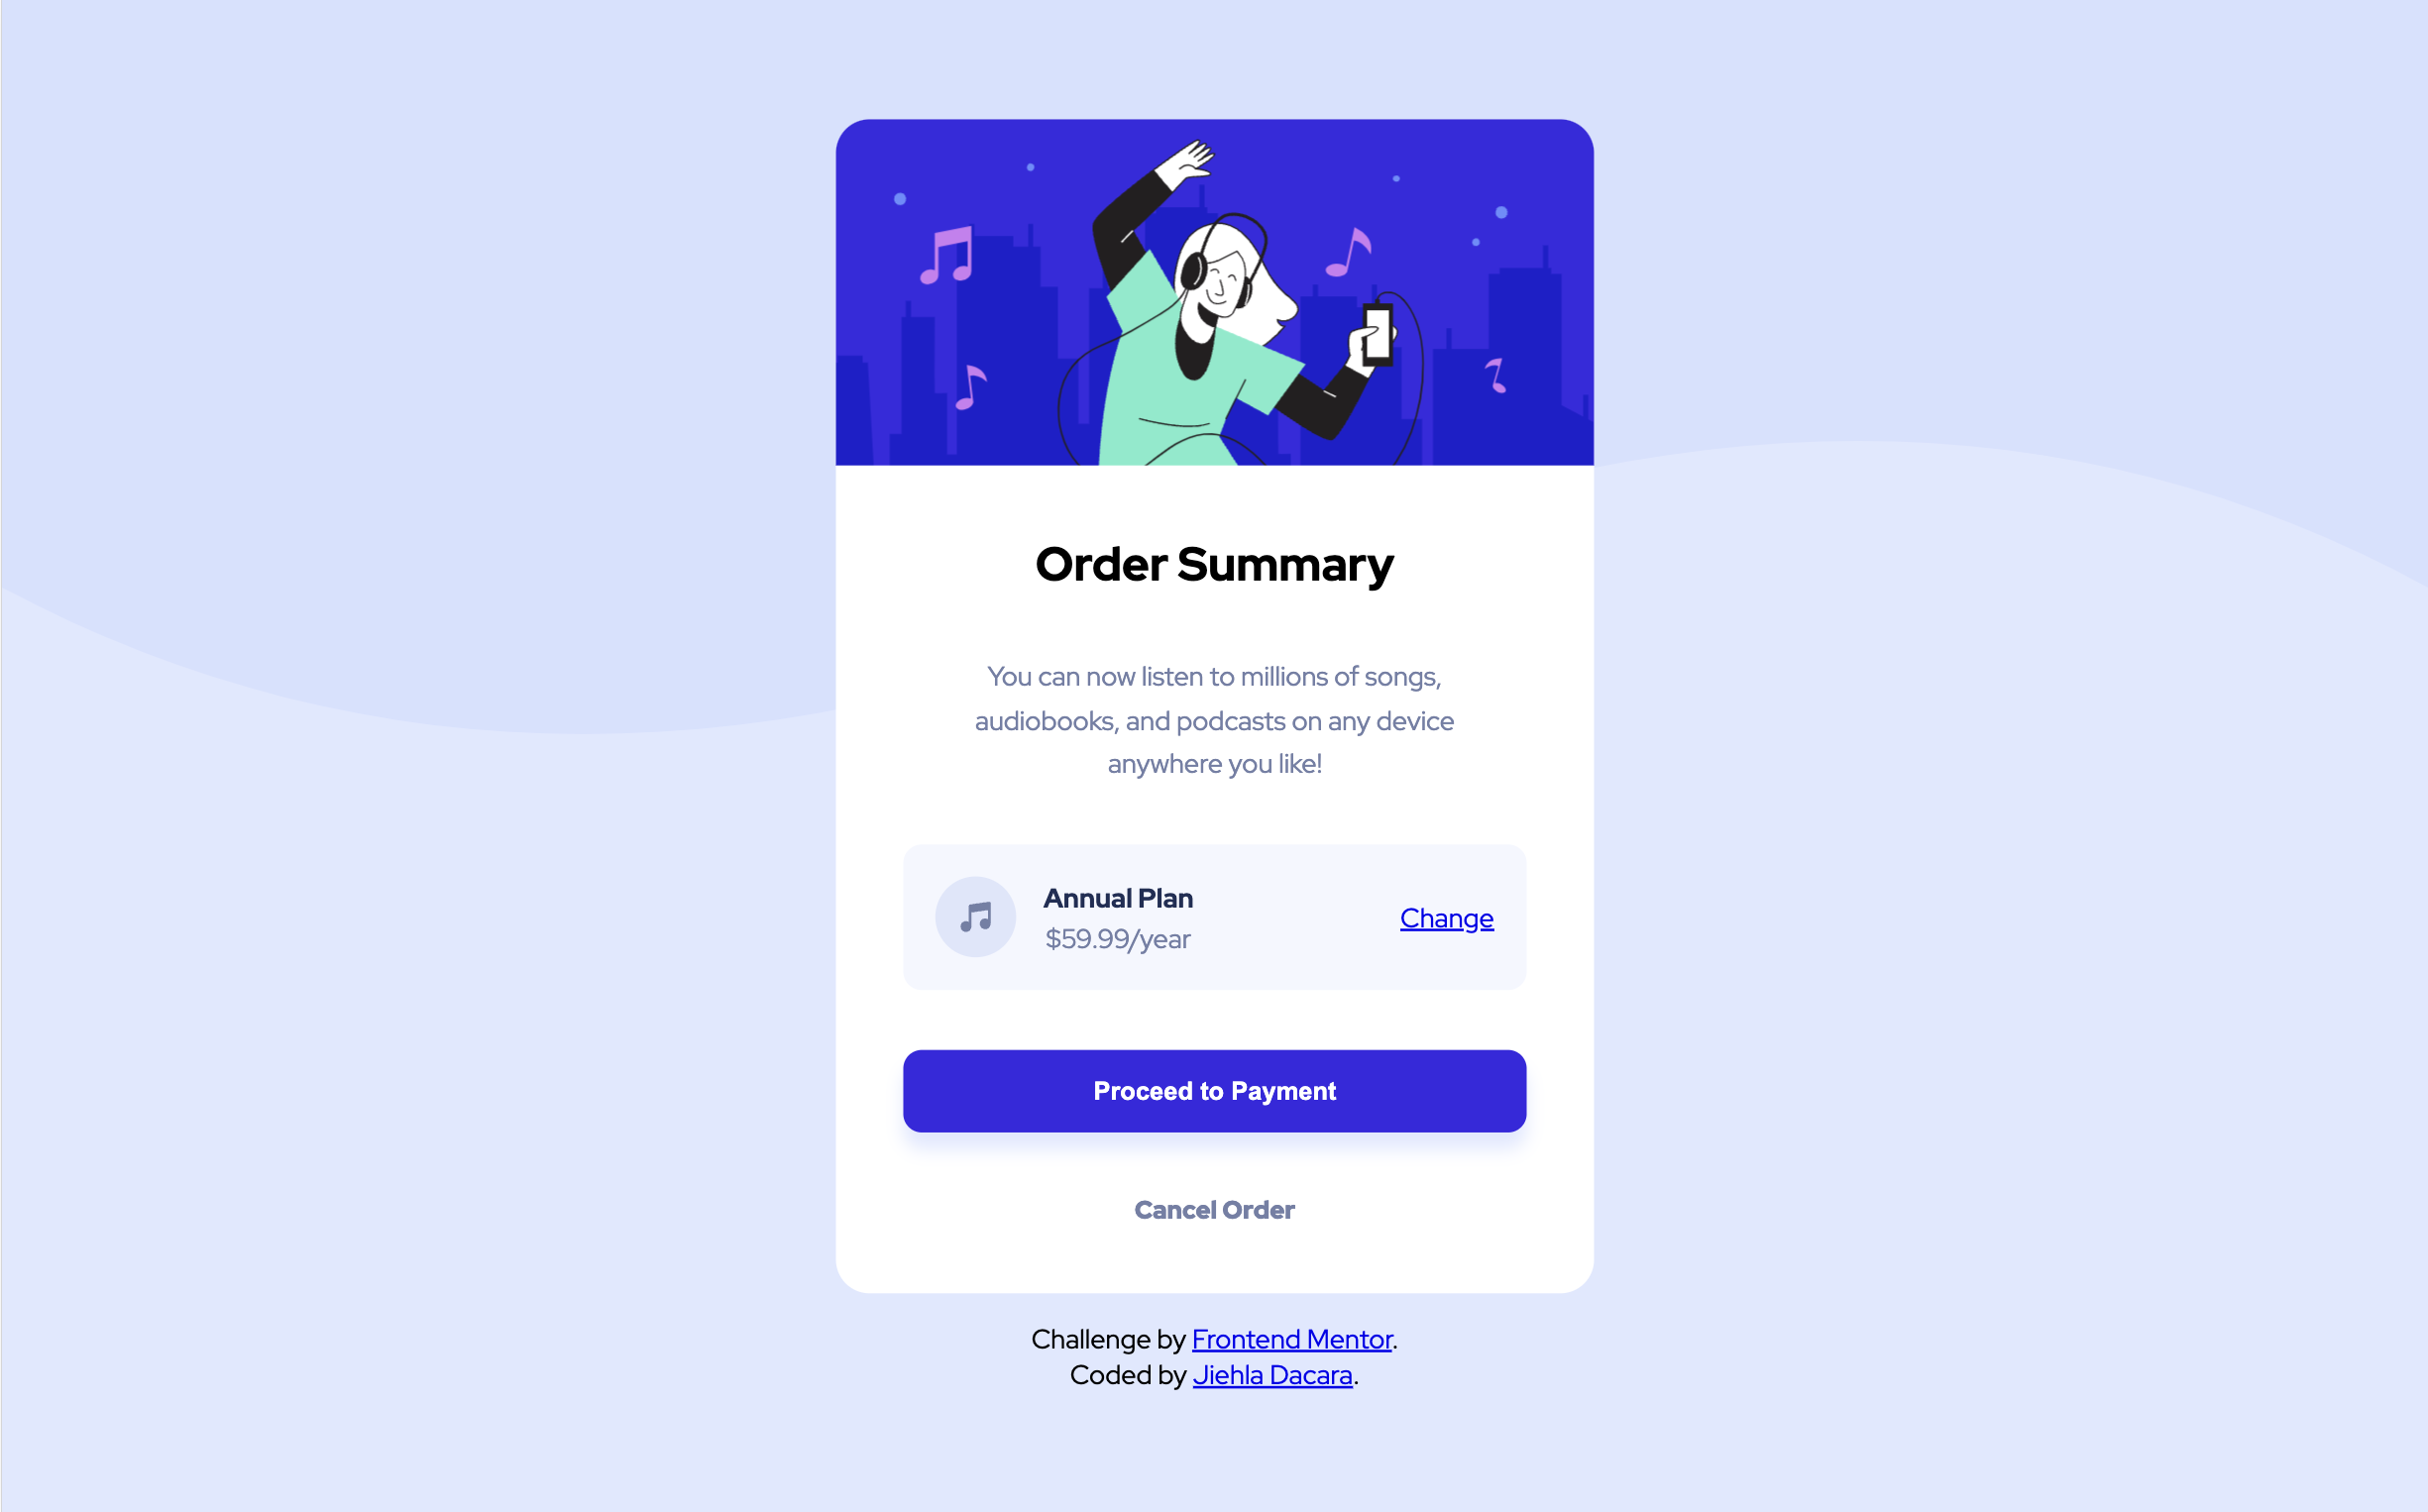 Order Summary
You can now listen to millions of songs,
audiobooks, and podcasts on any device
anywhere you like!
Annual Plan
$59.99/year
Change
Proceed to Payment
Cancel Order
Challenge by Frontend Mentor.
Coded by Jiehla Dacara.